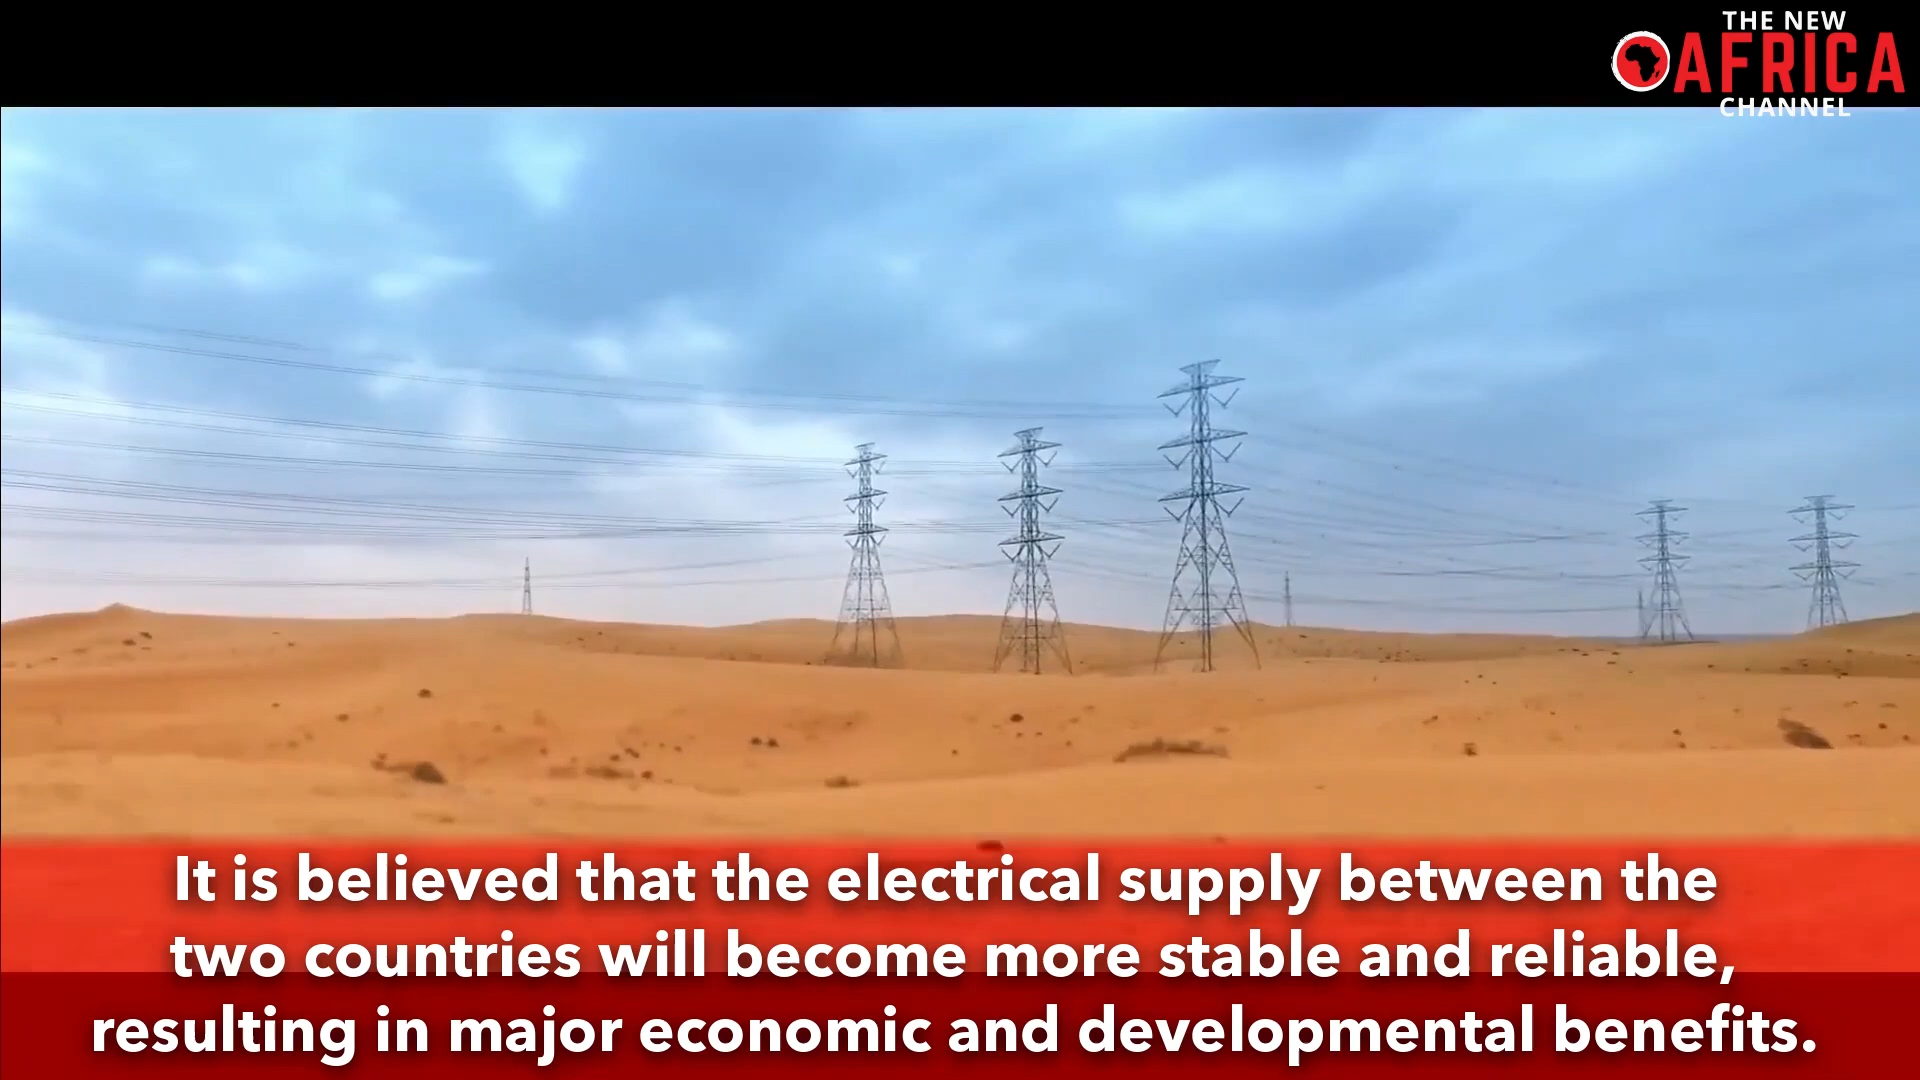 THE NEW
AFRICA
CHANNEL
It is believed that the electrical supply between the
two countries will become more stable and reliable,
resulting in major economic and developmental benefits.